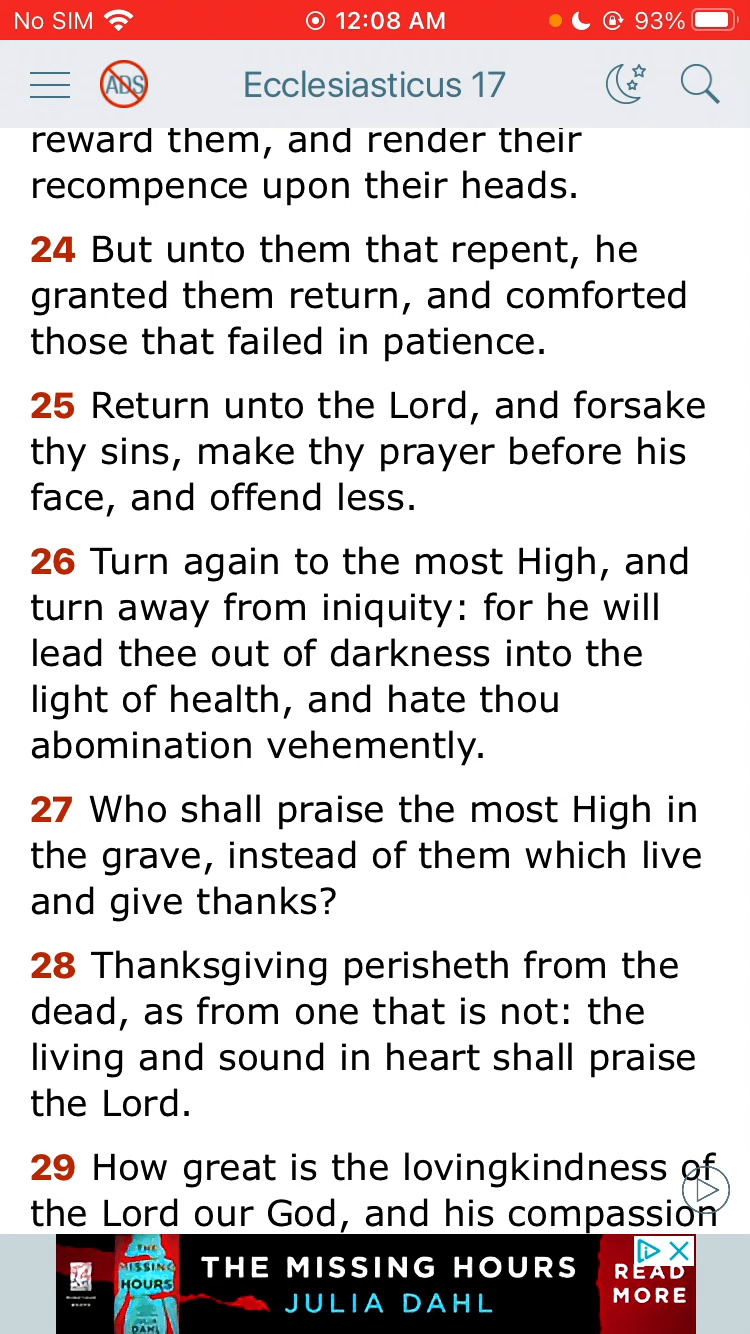 No SIM 12:08 AM 93%
ADS Ecclesiasticus 17
reward them, and render their
recompence upon their heads.
24 But unto them that repent, he
granted them return, and comforted
those that failed in patience.
25 Return unto the Lord, and forsake
thy sins, make thy prayer before his
face, and offend less.
26 Turn again to the most High, and
turn away from iniquity: for he will
lead thee out of darkness into the
light of health, and hate thou
abomination vehemently.
27 Who shall praise the most High in
the grave, instead of them which live
and give thanks?
28 Thanksgiving perisheth from the
dead, as from one that is not: the
living and sound in heart shall praise
the Lord.
29 How great is the lovingkindness of
the Lord our God, and his compassion
THE
MISSING
HOURS
DAHL
THE MISSING HOURS
JULIA DAHL
READ
MORE